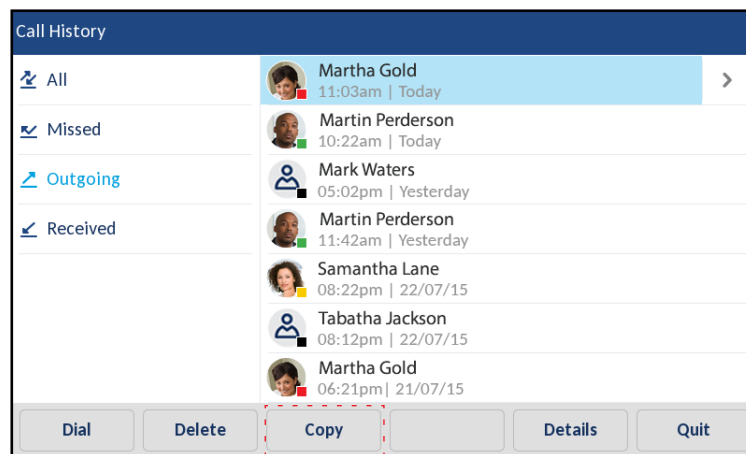 Call History
All
Missed
Outgoing
Received
Martha Gold
11:03am | Today
Martin Perderson
10:22am | Today
Mark Waters
05:02pm | Yesterday
Martin Perderson
11:42am | Yesterday
Samantha Lane
08:22pm | 22/07/15
Tabatha Jackson
08:12pm | 22/07/15
Martha Gold
06:21pm| 21/07/15
Dial Delete Copy Details Quit